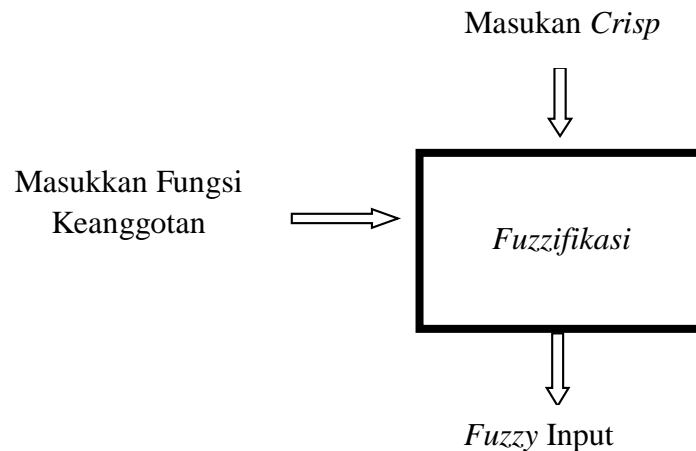 Masukan Crisp
Masukkan Fungsi
Keanggotan
Fuzzifikasi
Fuzzy Input